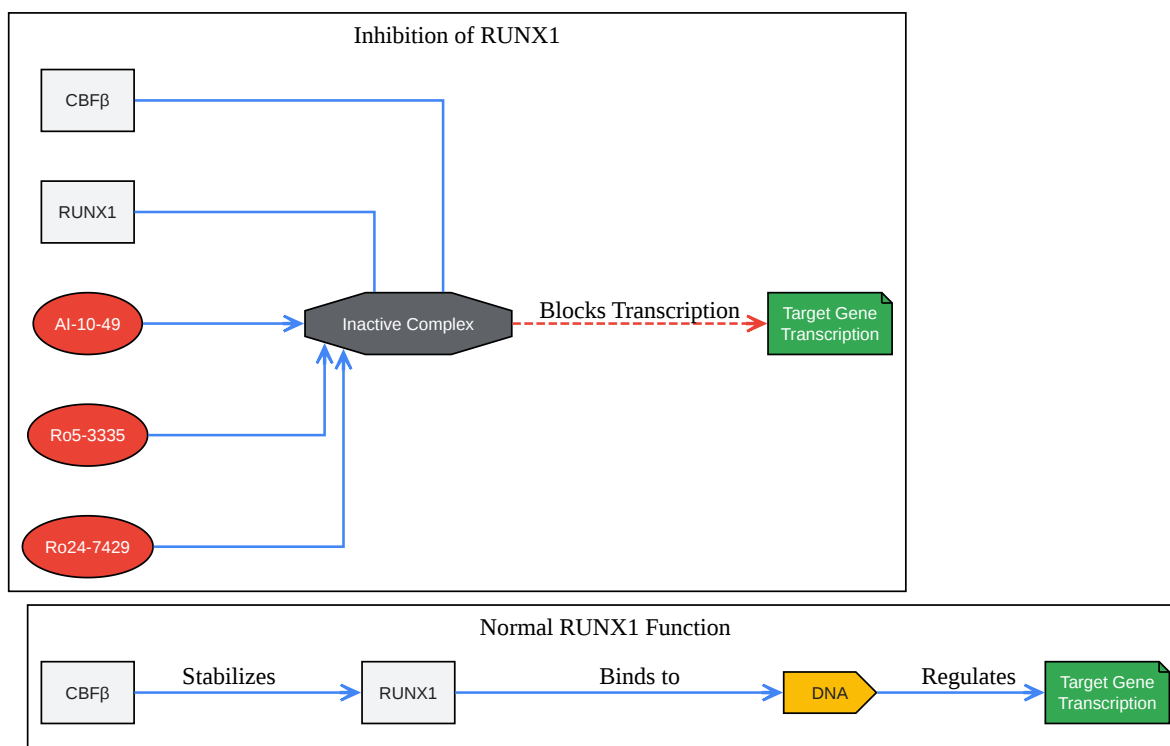 Inhibition of RUNX1
CBFβ
RUNX1
AI-10-49
Inactive Complex
Blocks Transcription
Target Gene
Transcription
Ro5-3335
Ro24-7429
Normal RUNX1 Function
CBFβ
Stabilizes
RUNX1
Binds to
DNA
Regulates
Target Gene
Transcription